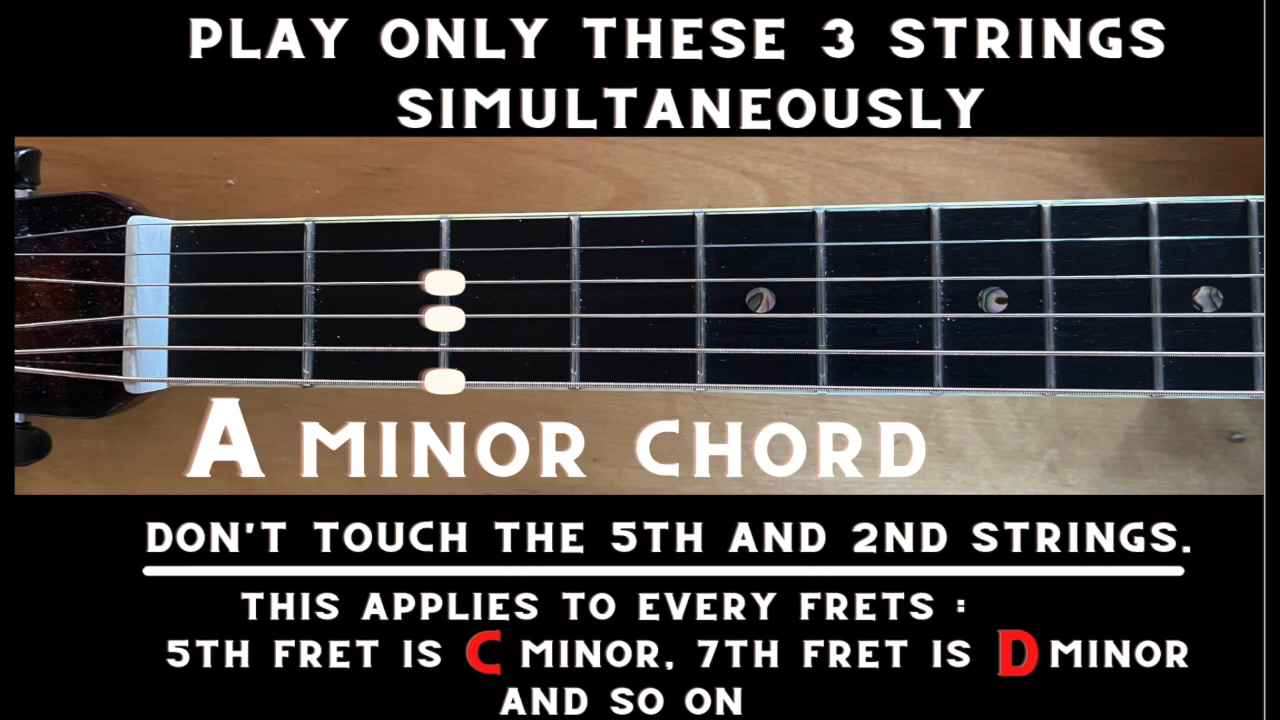 PLAY ONLY THESE 3 STRINGS
SIMULTANEOUSLY
A MINOR CHORD
DON'T TOUCH THE 5TH AND 2ND STRINGS.
THIS APPLIES TO EVERY FRETS :
5TH FRET IS C MINOR, 7TH FRET IS D MINOR
AND SO ON